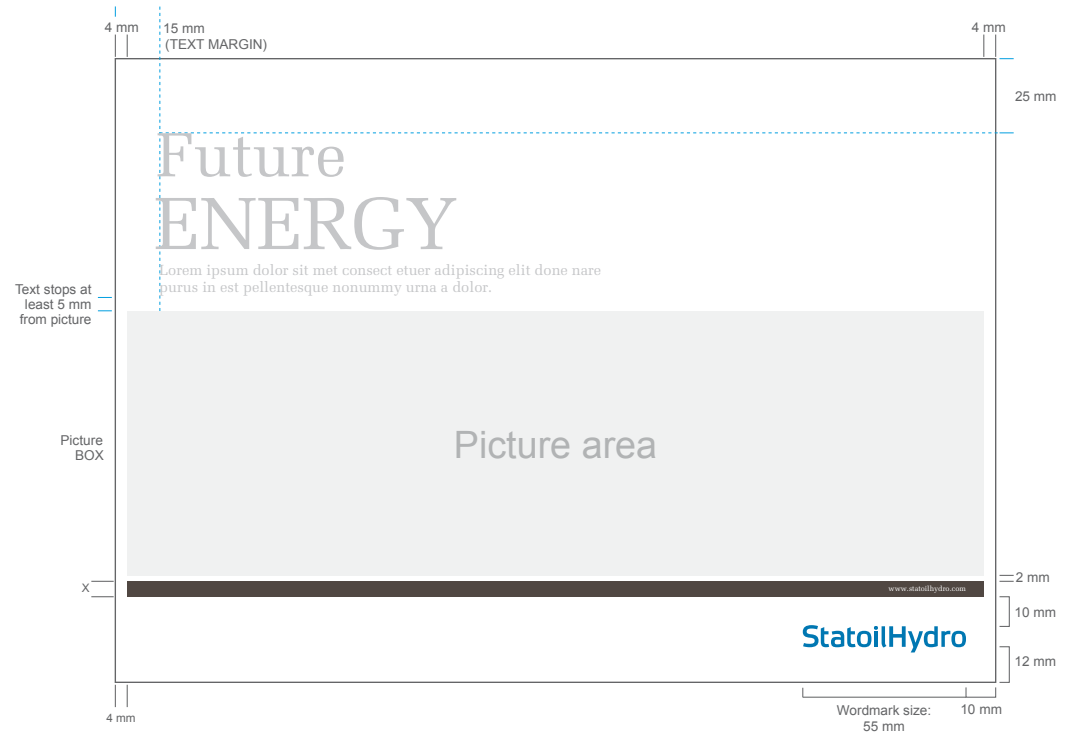 4 mm
15 mm
(TEXT MARGIN)
4 mm
25 mm
Future
ENERGY
Lorem ipsum dolor sit met consect etuer adipiscing elit done nare
purus in est pellentesque nonummy urna a dolor.
Text stops at
least 5 mm
from picture
Picture
BOX
Picture area
X
www.statoilhydro.com
2 mm
10 mm
StatoilHydro
12 mm
4 mm
Wordmark size:
55 mm
10 mm